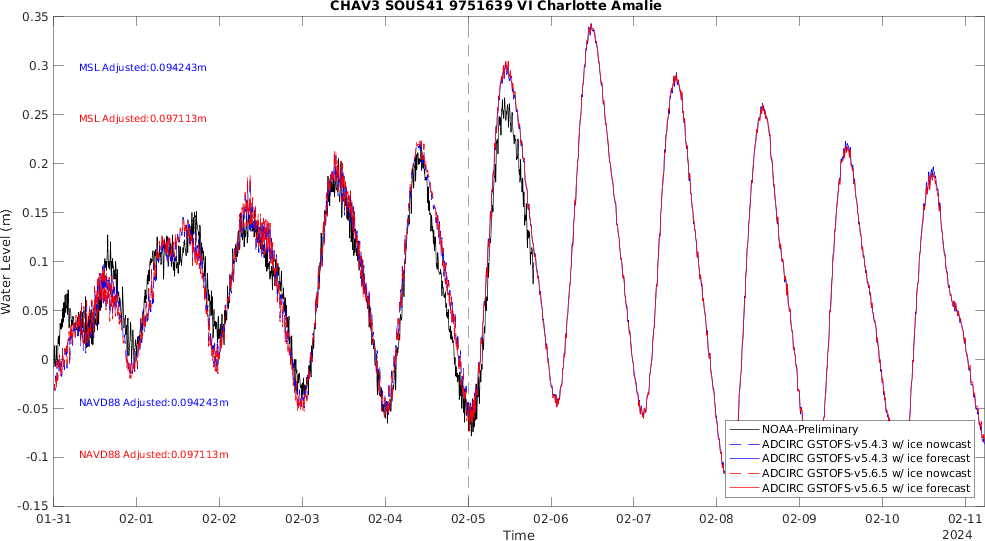 CHAV3 SOUS41 9751639 VI Charlotte Amalie
0.35
0.3
0.25
0.2
0.15
0.1
0.05
0
-0.05
-0.1
-0.15
Water Level (m)
MSL Adjusted:0.094243m
MSL Adjusted:0.097113m
NAVD88 Adjusted:0.094243m
NAVD88 Adjusted:0.097113m
NOAA-Preliminary
ADCIRC GSTOFS-v5.4.3 w/ ice nowcast
ADCIRC GSTOFS-v5.4.3 w/ ice forecast
ADCIRC GSTOFS-v5.6.5 w/ ice nowcast
ADCIRC GSTOFS-v5.6.5 w/ ice forecast
01-31 02-01 02-02 02-03 02-04 02-05 02-06 02-07 02-08 02-09 02-10 02-11
Time
2024